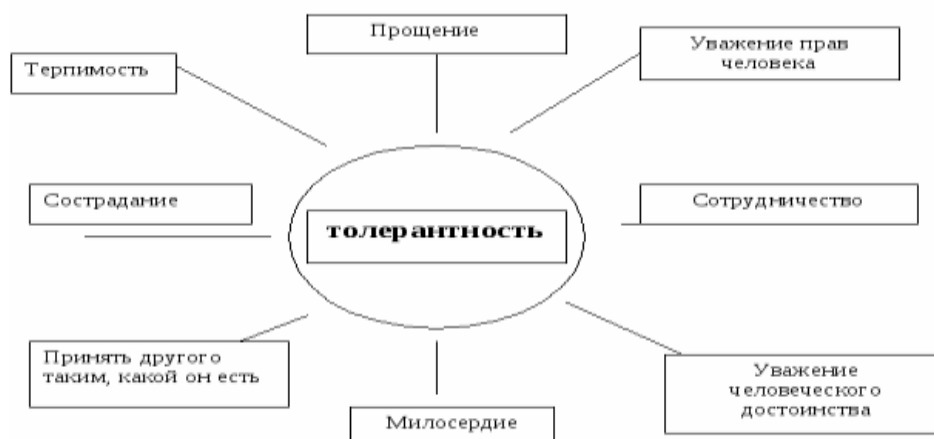 Прощение
Уважение прав
человека
Терпимость
Сострадание
толерантность
Сотрудничество
Принять другого
таким, какой он есть
Милосердие
Уважение
человеческого
достоинства